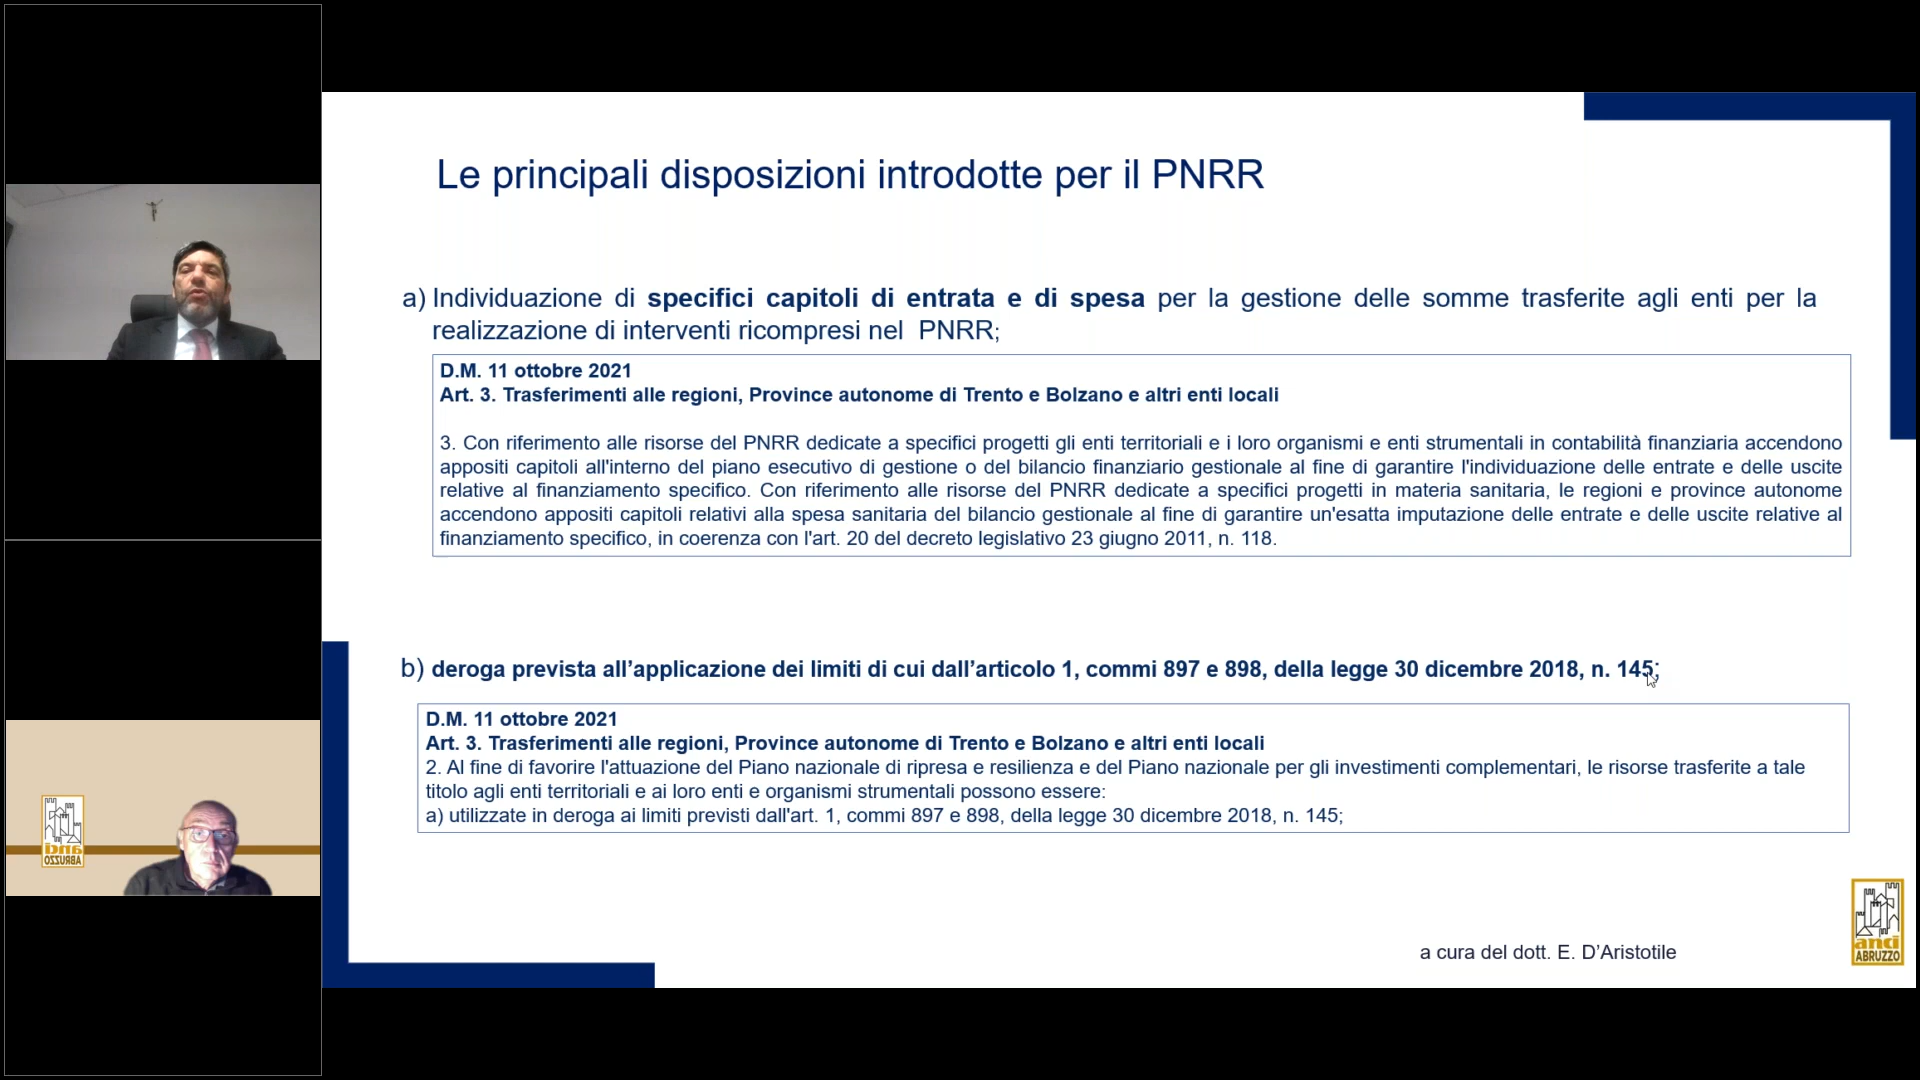 Le principali disposizioni introdotte per il PNRR
a) Individuazione di specifici capitoli di entrata e di spesa per la gestione delle somme trasferite agli enti per la
realizzazione di interventi ricompresi nel PNRR;
D.M. 11 ottobre 2021
Art. 3. Trasferimenti alle regioni, Province autonome di Trento e Bolzano e altri enti locali
3. Con riferimento alle risorse del PNRR dedicate a specifici progetti gli enti territoriali e i loro organismi e enti strumentali in contabilità finanziaria accendono
appositi capitoli all'interno del piano esecutivo di gestione o del bilancio finanziario gestionale al fine di garantire l'individuazione delle entrate e delle uscite
relative al finanziamento specifico. Con riferimento alle risorse del PNRR dedicate a specifici progetti in materia sanitaria, le regioni e province autonome
accendono appositi capitoli relativi alla spesa sanitaria del bilancio gestionale al fine di garantire un'esatta imputazione delle entrate e delle uscite relative al
finanziamento specifico, in coerenza con l'art. 20 del decreto legislativo 23 giugno 2011, n. 118.
b) deroga prevista all’applicazione dei limiti di cui dall’articolo 1, commi 897 e 898, della legge 30 dicembre 2018, n. 145;
D.M. 11 ottobre 2021
Art. 3. Trasferimenti alle regioni, Province autonome di Trento e Bolzano e altri enti locali
2. Al fine di favorire l'attuazione del Piano nazionale di ripresa e resilienza e del Piano nazionale per gli investimenti complementari, le risorse trasferite a tale
titolo agli enti territoriali e ai loro enti e organismi strumentali possono essere:
a) utilizzate in deroga ai limiti previsti dall'art. 1, commi 897 e 898, della legge 30 dicembre 2018, n. 145;
a cura del dott. E. D’Aristotile
anci
ABRUZZO
anci
ABRUZZO